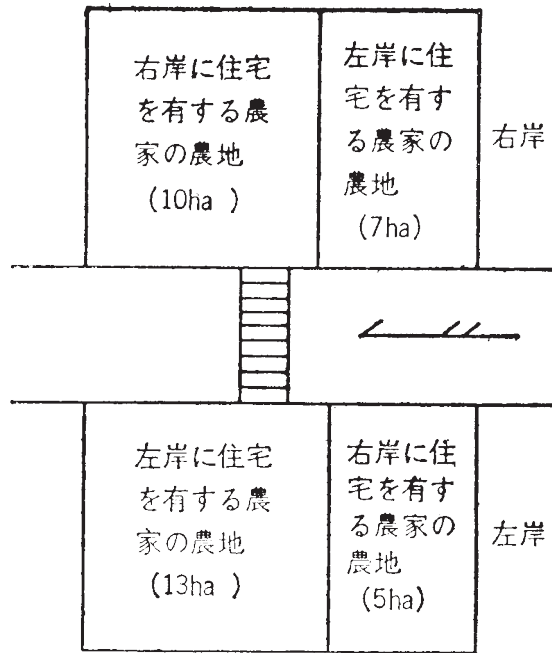 右岸に住宅
を有する農
家の農地
(10ha )
左岸に住
宅を有す
る農家の
農地
(7ha)
右岸
左岸に住宅
を有する農
家の農地
(13ha )
右岸に住
宅を有す
る農家の
農地
(5ha)
左岸